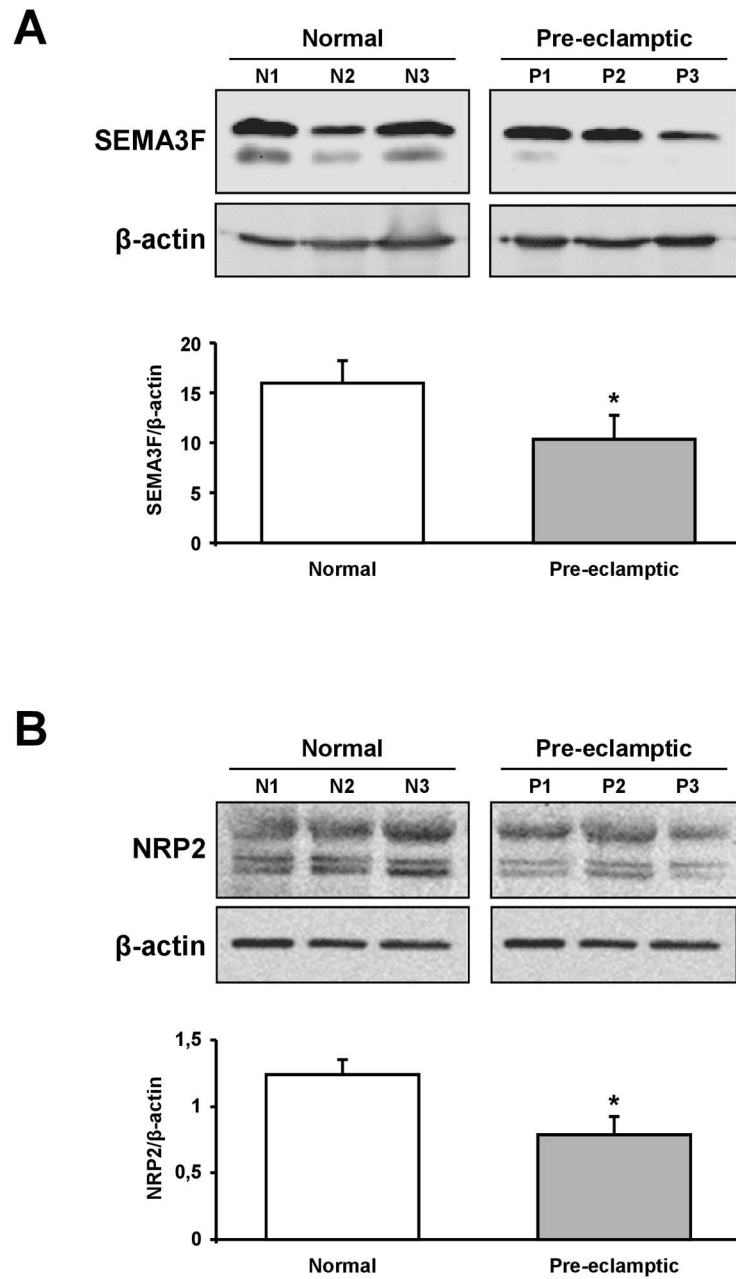 A
Normal Pre-eclamptic
N1 N2 N3 P1 P2 P3
SEMA3F
β-actin
20
15
10
5
0
SEMA3F/β-actin
*
Normal Pre-eclamptic
B
Normal Pre-eclamptic
N1 N2 N3 P1 P2 P3
NRP2
β-actin
1,5
1
0,5
0
NRP2/β-actin
*
Normal Pre-eclamptic